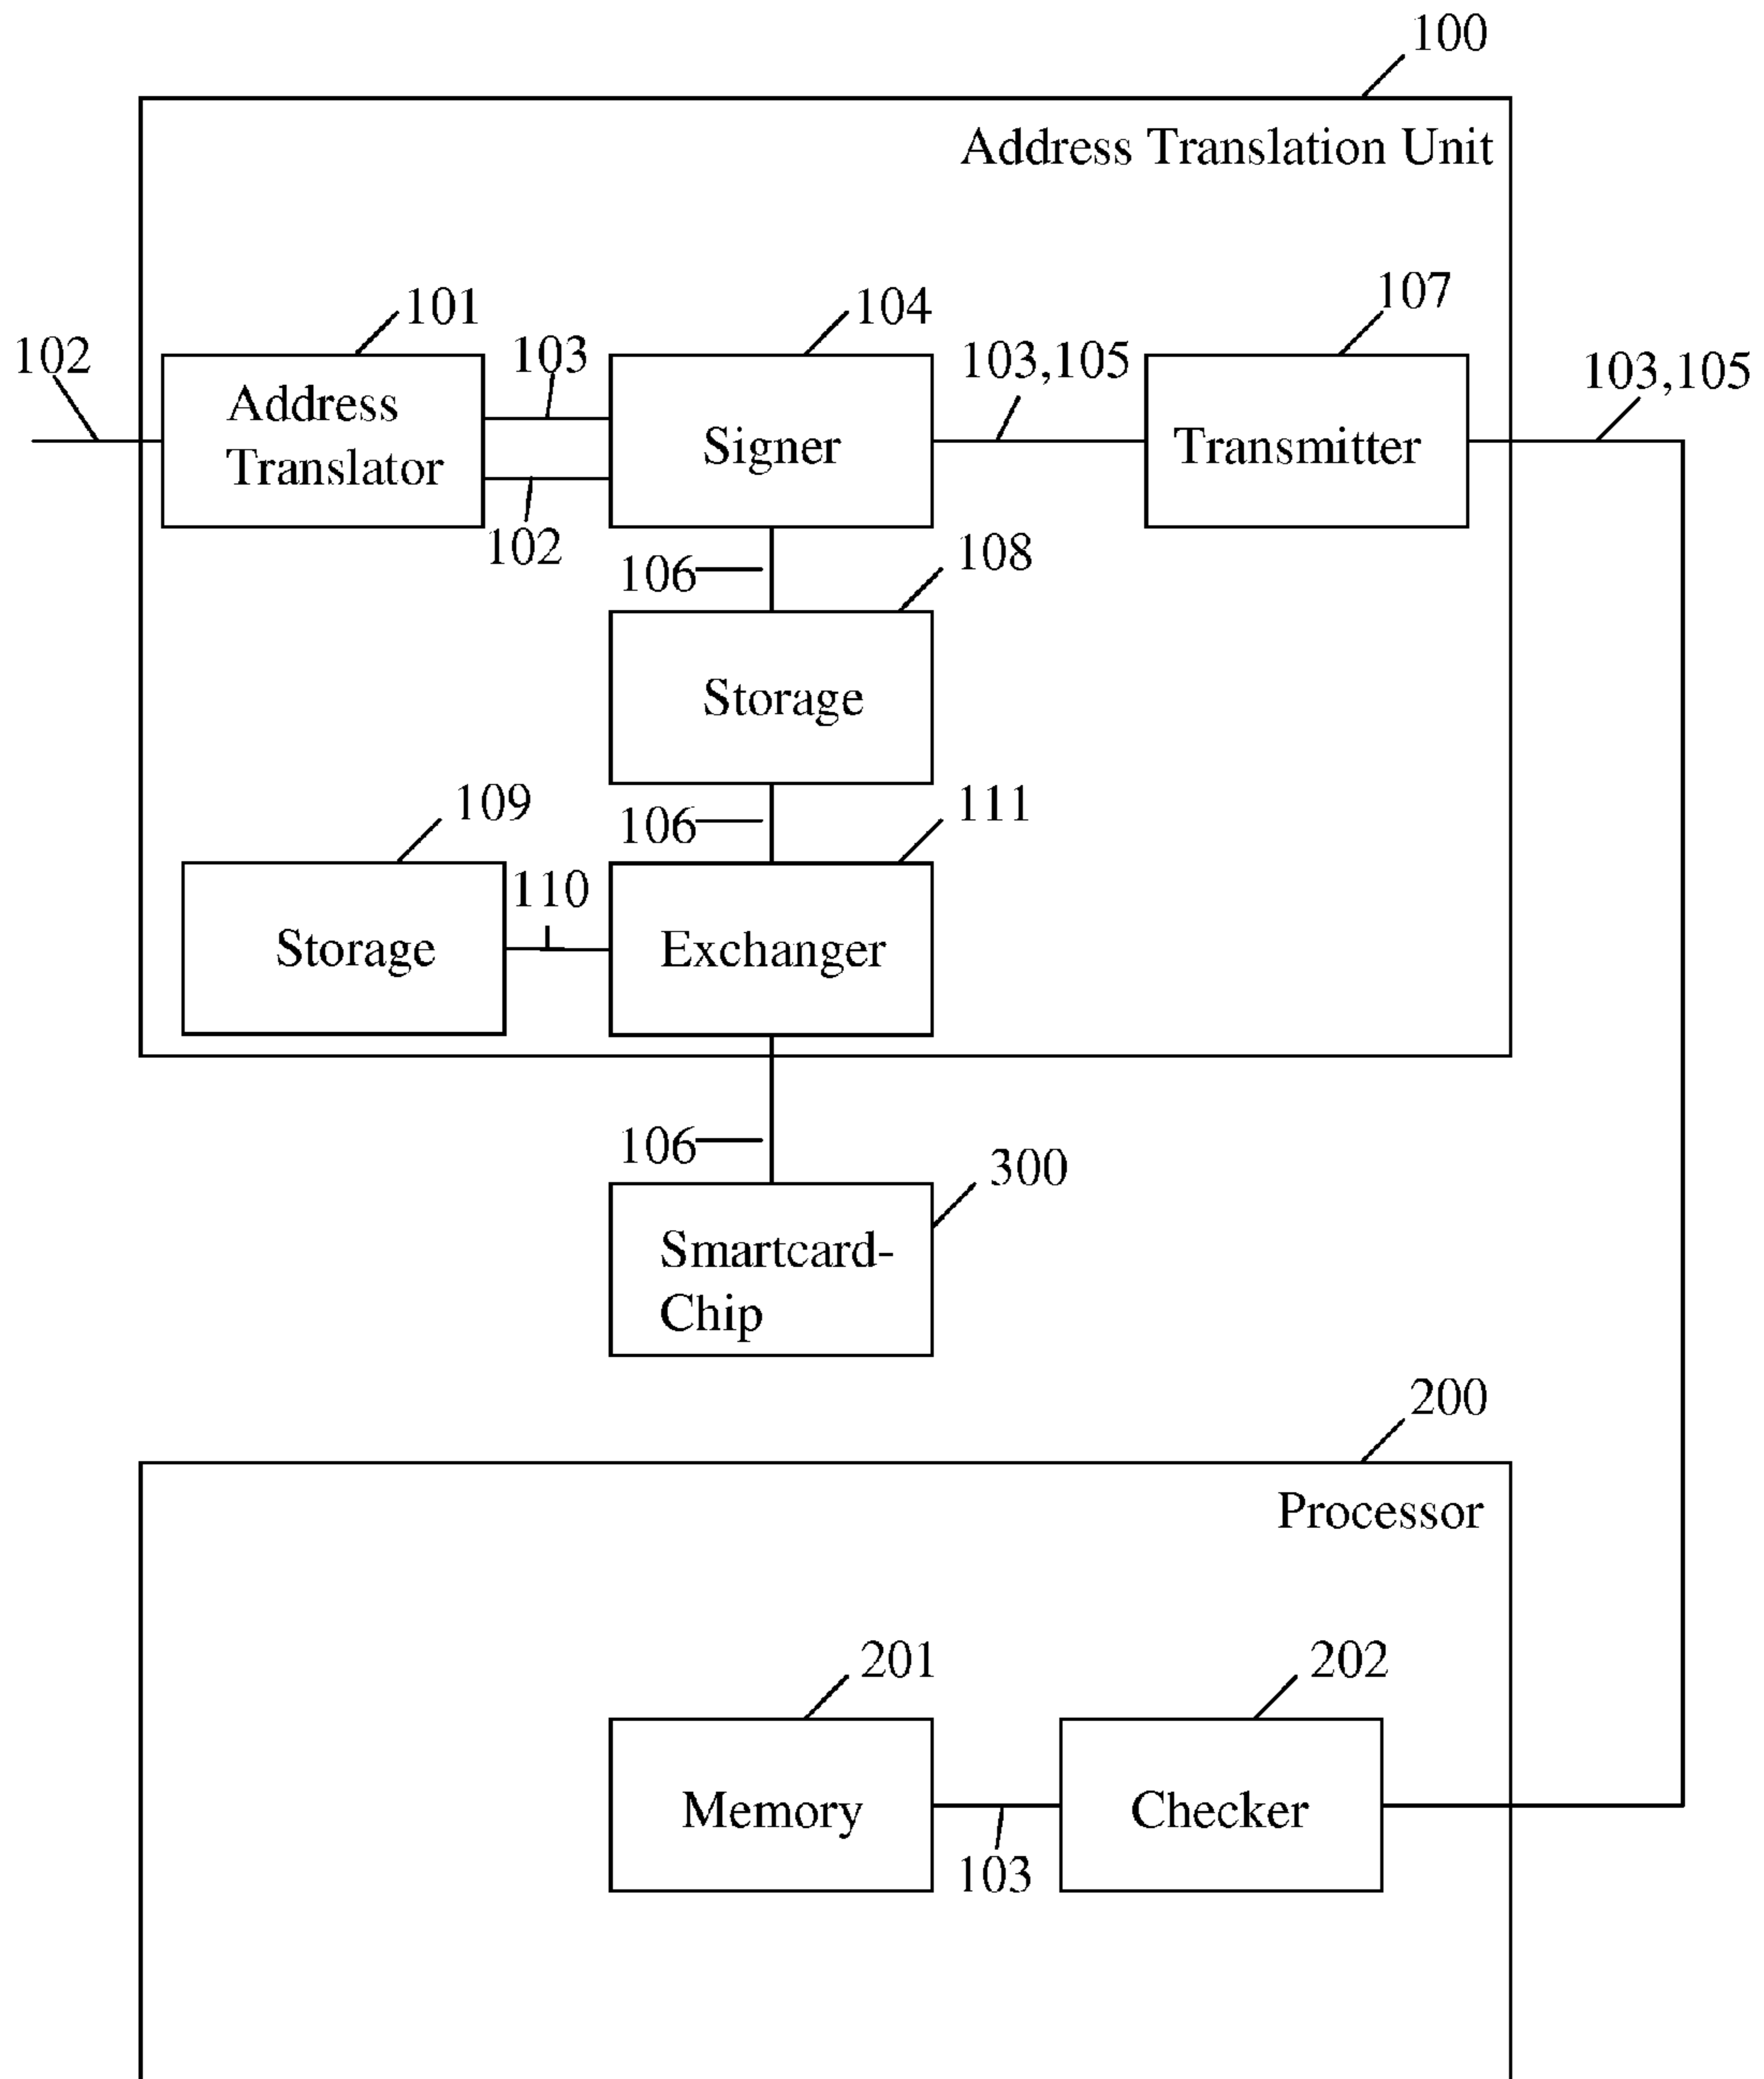 100
Address Translation Unit
101
104
107
102
103
103,105
103,105
Address
Translator
Signer
Transmitter
102
106
108
Storage
109
106
111
110
Storage
Exchanger
106
300
Smartcard-
Chip
200
Processor
201
202
Memory
Checker
103